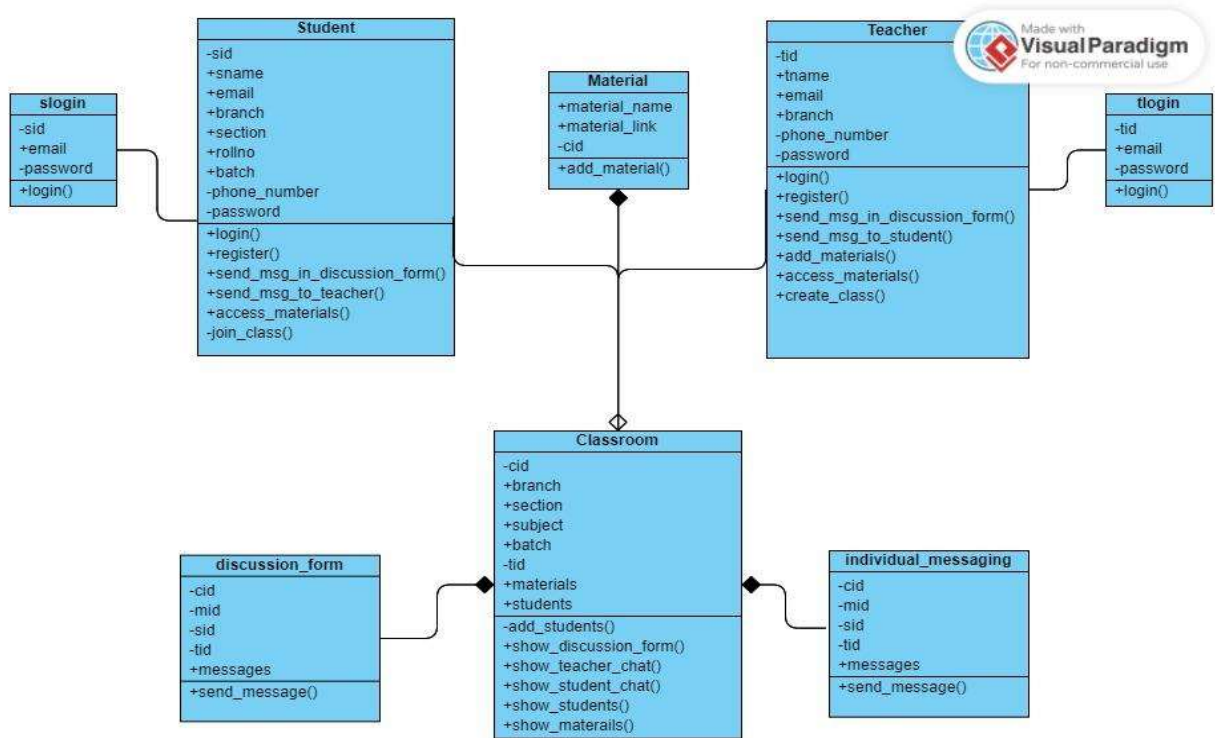 Student
-sid
+sname
+email
+branch
+section
+rollno
+batch
-phone_number
-password
+login()
+register()
+send_msg_in_discussion_form()
+send_msg_to_teacher()
+access_materials()
-join_class()
Teacher
-tid
+tname
+email
+branch
-phone_number
-password
+login()
+register()
+send_msg_in_discussion_form()
+send_msg_to_student()
+add_materials()
+access_materials()
+create_class()
Made with
Visual Paradigm
For non-commercial use
Material
+material_name
+material_link
-cid
+add_material()
slogin
-sid
+email
-password
+login()
tlogin
-tid
+email
-password
+login()
Classroom
-cid
+branch
+section
+subject
+batch
-tid
+materials
+students
-add_students()
+show_discussion_form()
+show_teacher_chat()
+show_student_chat()
+show_students()
+show_materails()
discussion_form
-cid
-mid
-sid
-tid
+messages
+send_message()
individual_messaging
-cid
-mid
-sid
-tid
+messages
+send_message()